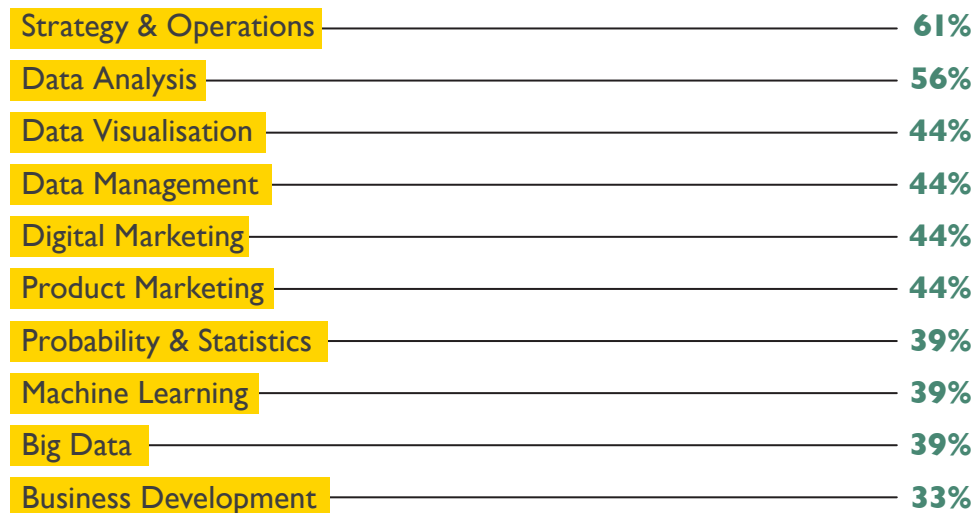 Strategy & Operations 61%
Data Analysis 56%
Data Visualisation 44%
Data Management 44%
Digital Marketing 44%
Product Marketing 44%
Probability & Statistics 39%
Machine Learning 39%
Big Data 39%
Business Development 33%